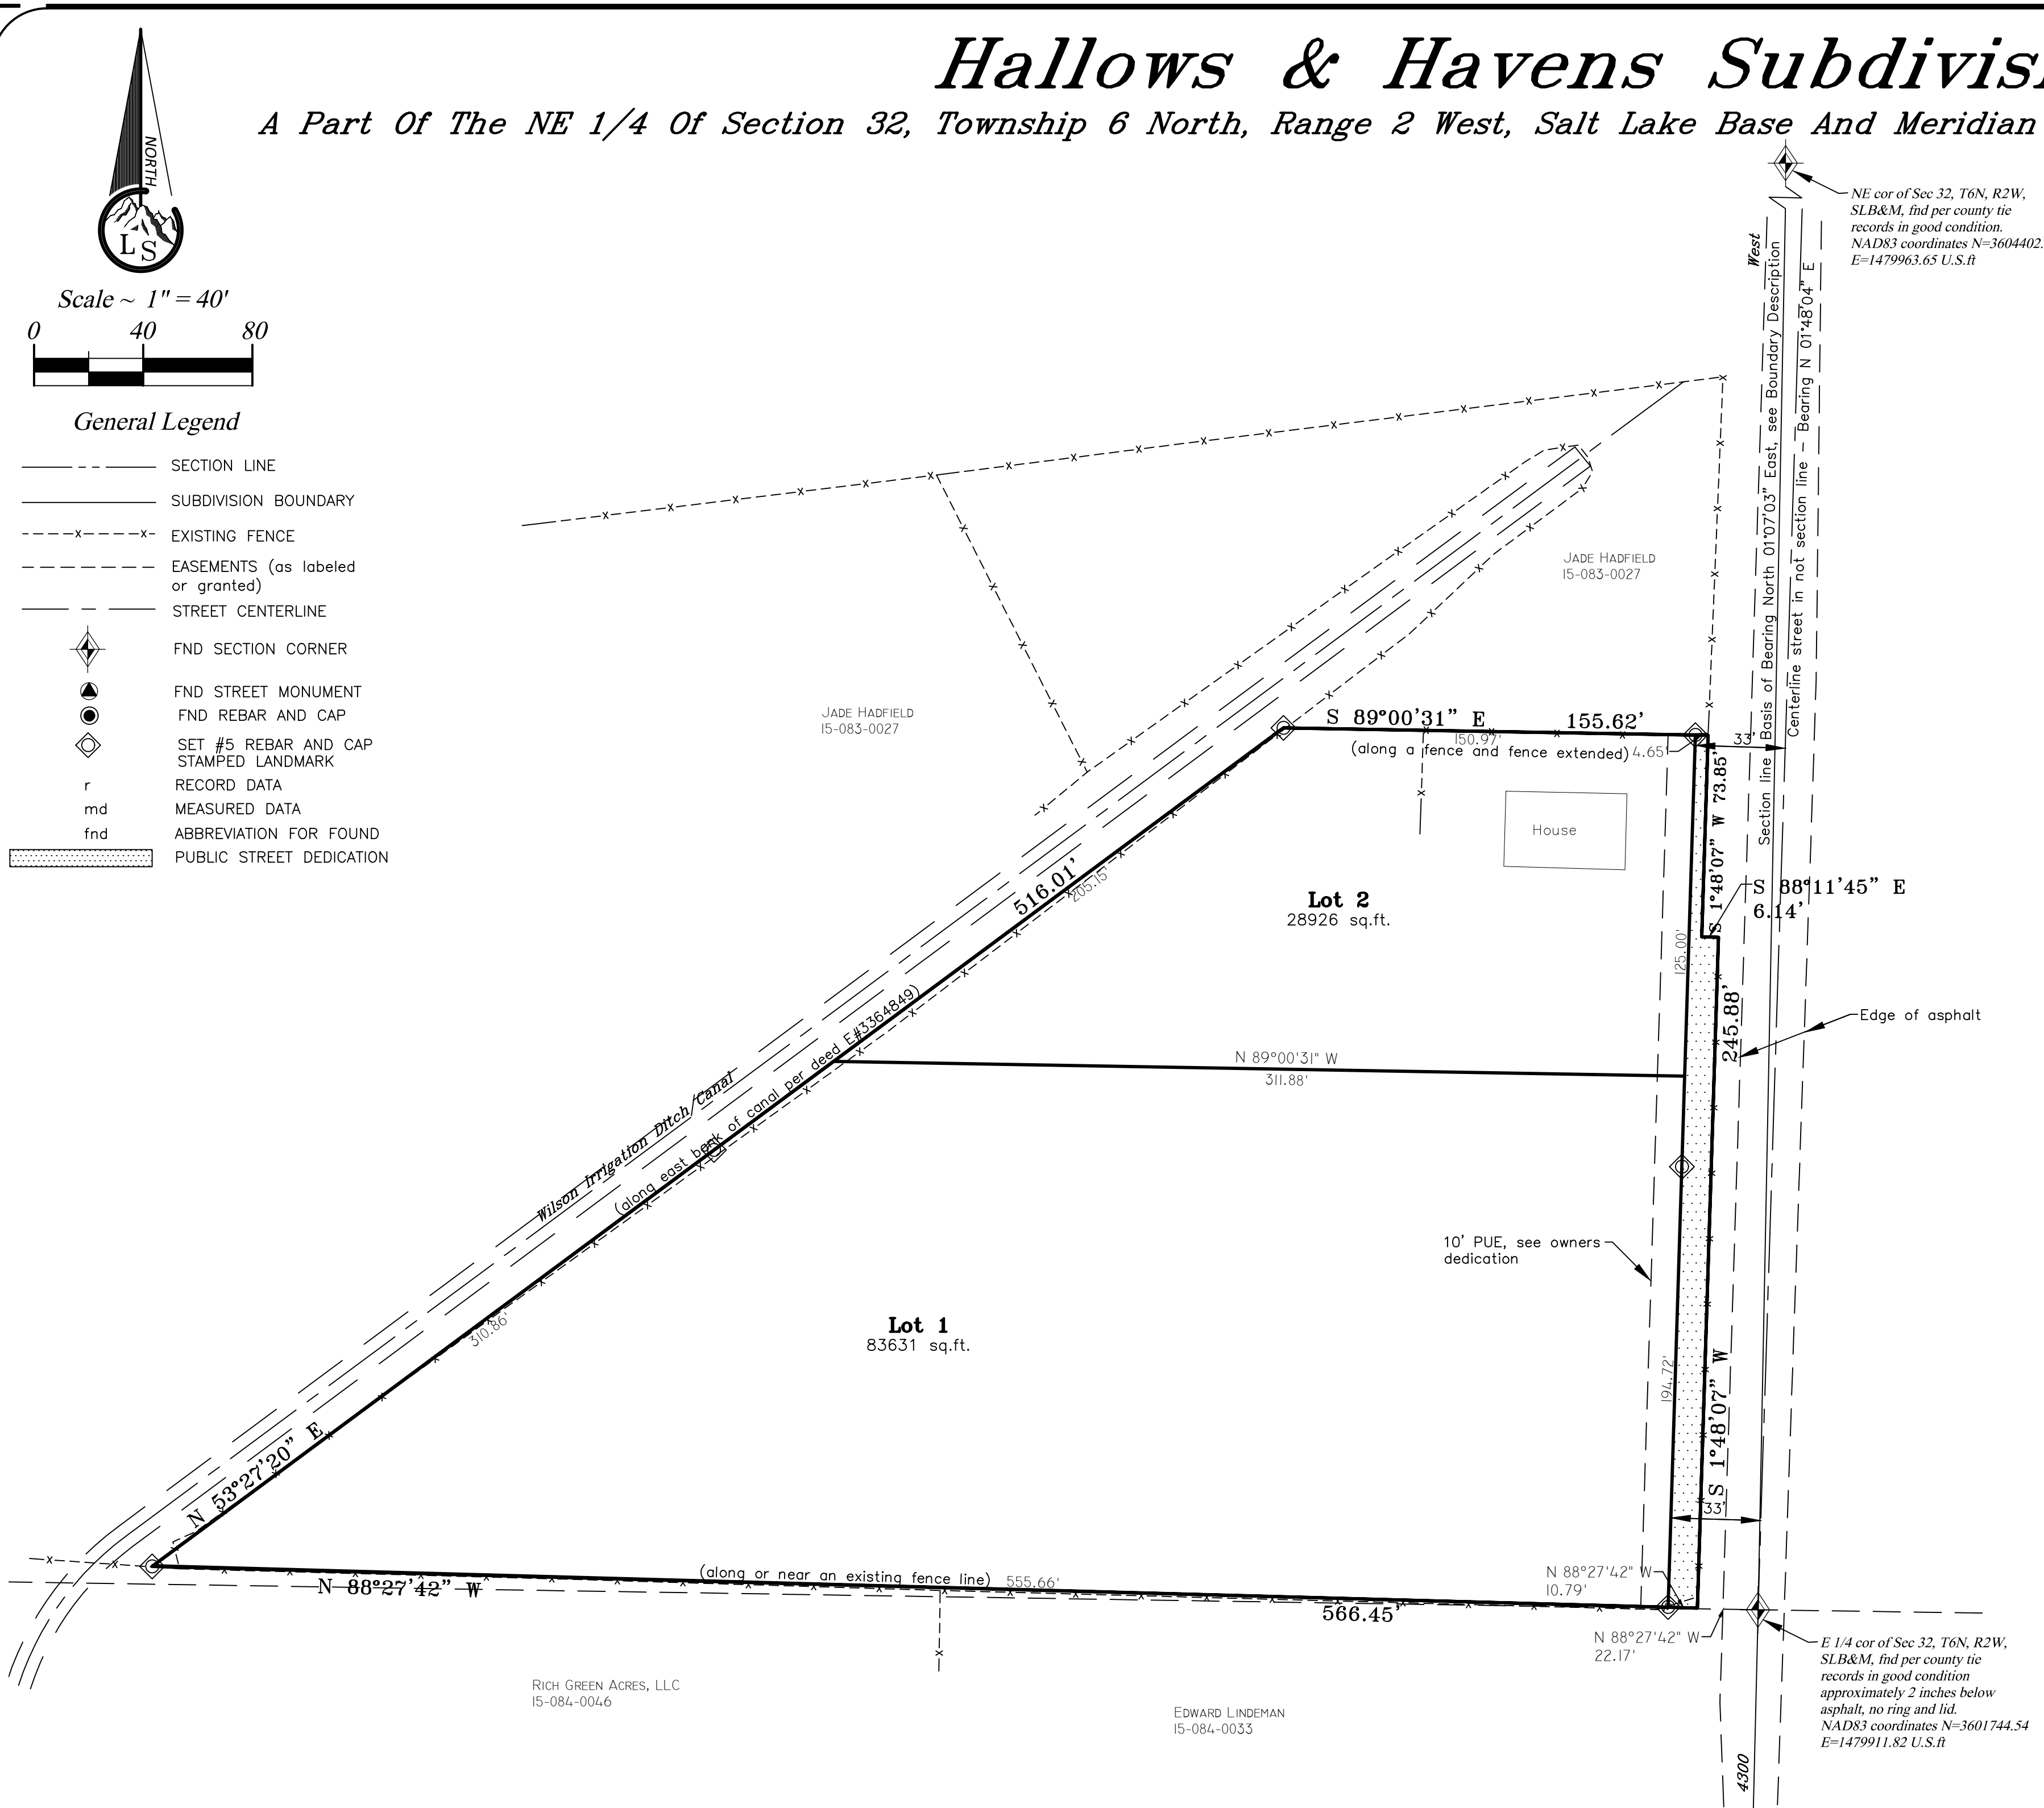 Hallows & Havens Subdivis
A Part Of The NE 1/4 Of Section 32, Township 6 North, Range 2 West, Salt Lake Base And Meridian
NORTH
L S
Scale ~ 1" = 40'
0 40 80
General Legend
SECTION LINE
SUBDIVISION BOUNDARY
EXISTING FENCE
EASEMENTS (as labeled
or granted)
STREET CENTERLINE
FND SECTION CORNER
FND STREET MONUMENT
FND REBAR AND CAP
SET #5 REBAR AND CAP
STAMPED LANDMARK
r RECORD DATA
md MEASURED DATA
fnd ABBREVIATION FOR FOUND
PUBLIC STREET DEDICATION
NE cor of Sec 32, T6N, R2W,
SLB&M, fnd per county tie
records in good condition.
NAD83 coordinates N=3604402.
E=1479963.65 U.S.ft
West
Section line Basis of Bearing North 01°07'03" East, see Boundary Description
Centerline street in not section line - Bearing N 01°48'04" E
JADE HADFIELD
15-083-0027
JADE HADFIELD
15-083-0027
S 89°00'31" E 155.62'
150.97'
(along a fence and fence extended)
4.65'
33'
S 1°48'07" W 73.85'
House
S 88°11'45" E
6.14'
516.01'
205.15'
Lot 2
28926 sq.ft.
125.00'
245.88'
Edge of asphalt
N 89°00'31" W
311.88'
Wilson Irrigation Ditch/Canal
(along east bank of canal per deed E#3364849)
10' PUE, see owners
dedication
310.86'
Lot 1
83631 sq.ft.
194.72'
S 1°48'07" W
N 53°27'20" E
33'
N 88°27'42" W
(along or near an existing fence line)
555.66'
566.45'
N 88°27'42" W
10.79'
N 88°27'42" W
22.17'
E 1/4 cor of Sec 32, T6N, R2W,
SLB&M, fnd per county tie
records in good condition
approximately 2 inches below
asphalt, no ring and lid.
NAD83 coordinates N=3601744.54
E=1479911.82 U.S.ft
RICH GREEN ACRES, LLC
15-084-0046
EDWARD LINDEMAN
15-084-0033
4300